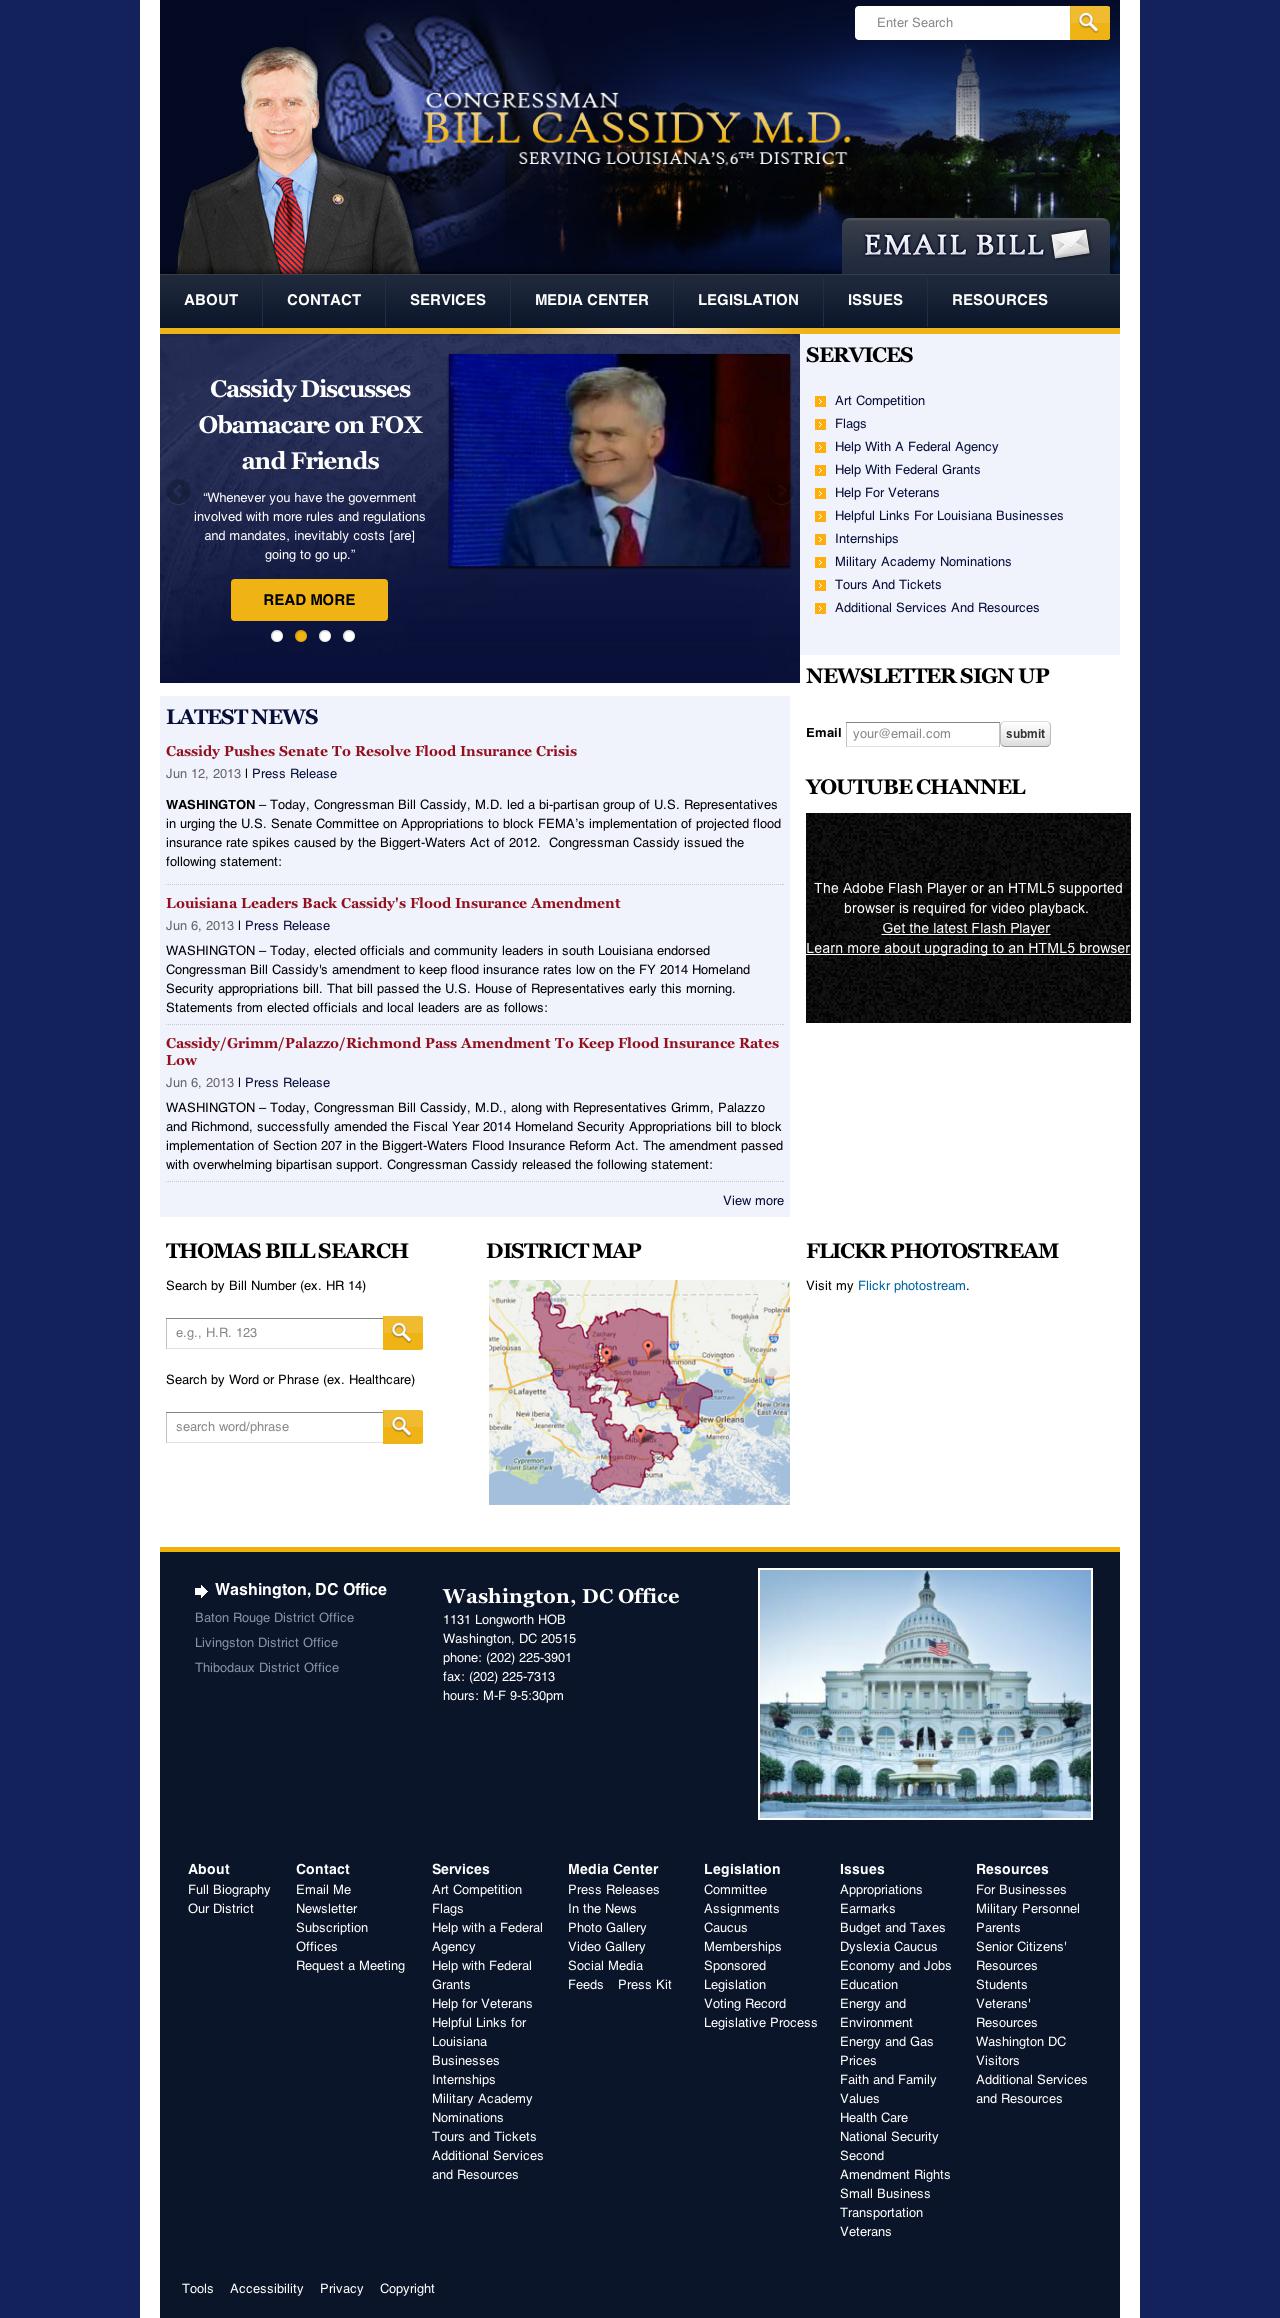 Enter Search
CONGRESSMAN
BILL CASSIDY M.D.
SERVING LOUISIANA'S 6TH DISTRICT
EMAIL BILL
ABOUT CONTACT SERVICES MEDIA CENTER LEGISLATION ISSUES RESOURCES
Cassidy Discusses
Obamacare on FOX
and Friends
“Whenever you have the government
involved with more rules and regulations
and mandates, inevitably costs [are]
going to go up.”
READ MORE
SERVICES
Art Competition
Flags
Help With A Federal Agency
Help With Federal Grants
Help For Veterans
Helpful Links For Louisiana Businesses
Internships
Military Academy Nominations
Tours And Tickets
Additional Services And Resources
NEWSLETTER SIGN UP
Email your@email.com submit
YOUTUBE CHANNEL
The Adobe Flash Player or an HTML5 supported
browser is required for video playback.
Get the latest Flash Player
Learn more about upgrading to an HTML5 browser
LATEST NEWS
Cassidy Pushes Senate To Resolve Flood Insurance Crisis
Jun 12, 2013 | Press Release
WASHINGTON – Today, Congressman Bill Cassidy, M.D. led a bi-partisan group of U.S. Representatives
in urging the U.S. Senate Committee on Appropriations to block FEMA's implementation of projected flood
insurance rate spikes caused by the Biggert-Waters Act of 2012.  Congressman Cassidy issued the
following statement:
Louisiana Leaders Back Cassidy's Flood Insurance Amendment
Jun 6, 2013 | Press Release
WASHINGTON – Today, elected officials and community leaders in south Louisiana endorsed
Congressman Bill Cassidy's amendment to keep flood insurance rates low on the FY 2014 Homeland
Security appropriations bill. That bill passed the U.S. House of Representatives early this morning.
Statements from elected officials and local leaders are as follows:
Cassidy/Grimm/Palazzo/Richmond Pass Amendment To Keep Flood Insurance Rates
Low
Jun 6, 2013 | Press Release
WASHINGTON – Today, Congressman Bill Cassidy, M.D., along with Representatives Grimm, Palazzo
and Richmond, successfully amended the Fiscal Year 2014 Homeland Security Appropriations bill to block
implementation of Section 207 in the Biggert-Waters Flood Insurance Reform Act. The amendment passed
with overwhelming bipartisan support. Congressman Cassidy released the following statement:
View more
THOMAS BILL SEARCH
Search by Bill Number (ex. HR 14)
e.g., H.R. 123
Search by Word or Phrase (ex. Healthcare)
search word/phrase
DISTRICT MAP
Bunkie
Bogalusa
Zachary
Opelousas
Picayune
Covington
Hammond
Lafayette
New Orleans
New Iberia
Jeanerette
Marrero
Cypremort
Point State Park
Morgan City
Houma
FLICKR PHOTOSTREAM
Visit my Flickr photostream.
Washington, DC Office
Baton Rouge District Office
Livingston District Office
Thibodaux District Office
Washington, DC Office
1131 Longworth HOB
Washington, DC 20515
phone: (202) 225-3901
fax: (202) 225-7313
hours: M-F 9-5:30pm
About
Full Biography
Our District
Contact
Email Me
Newsletter
Subscription
Offices
Request a Meeting
Services
Art Competition
Flags
Help with a Federal
Agency
Help with Federal
Grants
Help for Veterans
Helpful Links for
Louisiana
Businesses
Internships
Military Academy
Nominations
Tours and Tickets
Additional Services
and Resources
Media Center
Press Releases
In the News
Photo Gallery
Video Gallery
Social Media
Feeds Press Kit
Legislation
Committee
Assignments
Caucus
Memberships
Sponsored
Legislation
Voting Record
Legislative Process
Issues
Appropriations
Earmarks
Budget and Taxes
Dyslexia Caucus
Economy and Jobs
Education
Energy and
Environment
Energy and Gas
Prices
Faith and Family
Values
Health Care
National Security
Second
Amendment Rights
Small Business
Transportation
Veterans
Resources
For Businesses
Military Personnel
Parents
Senior Citizens'
Resources
Students
Veterans'
Resources
Washington DC
Visitors
Additional Services
and Resources
Tools Accessibility Privacy Copyright